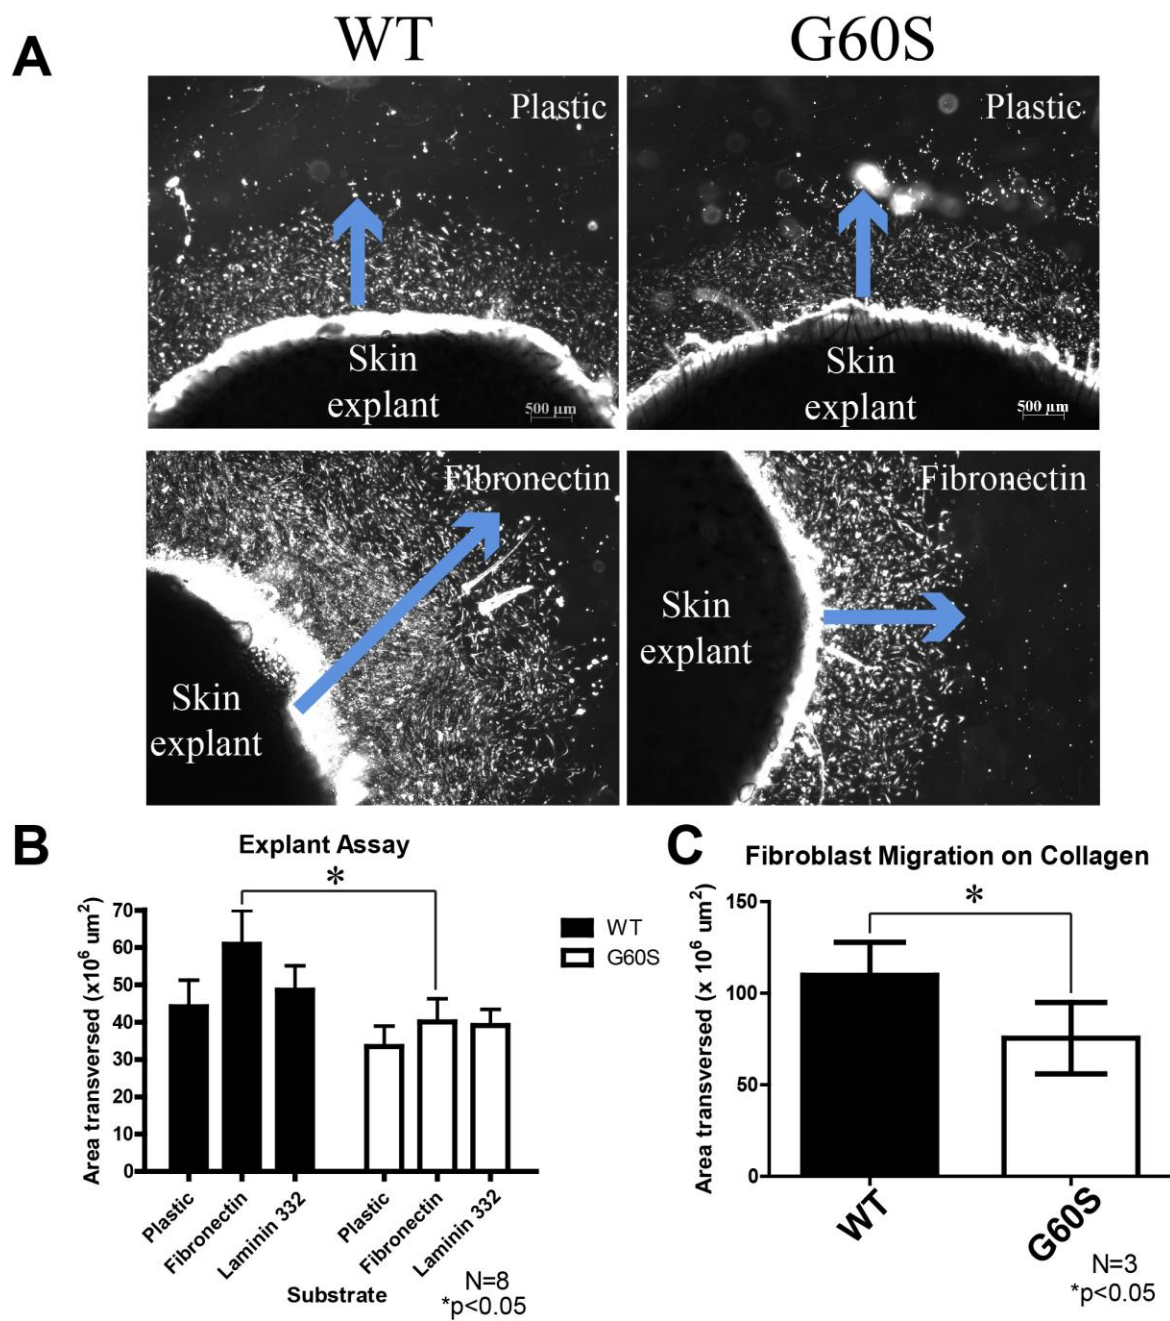 A
WT
G60S
Plastic
Skin
explant
500 µm
Plastic
Skin
explant
500 µm
Fibronectin
Skin
explant
Fibronectin
Skin
explant
B
Explant Assay
*
Area transversed (x10⁶ um²)
70
60
50
40
30
20
10
0
Plastic
Fibronectin
Laminin 332
Plastic
Fibronectin
Laminin 332
Substrate
WT
G60S
N=8
*p<0.05
C
Fibroblast Migration on Collagen
*
Area transversed (x 10⁶ um²)
150
100
50
0
WT
G60S
N=3
*p<0.05